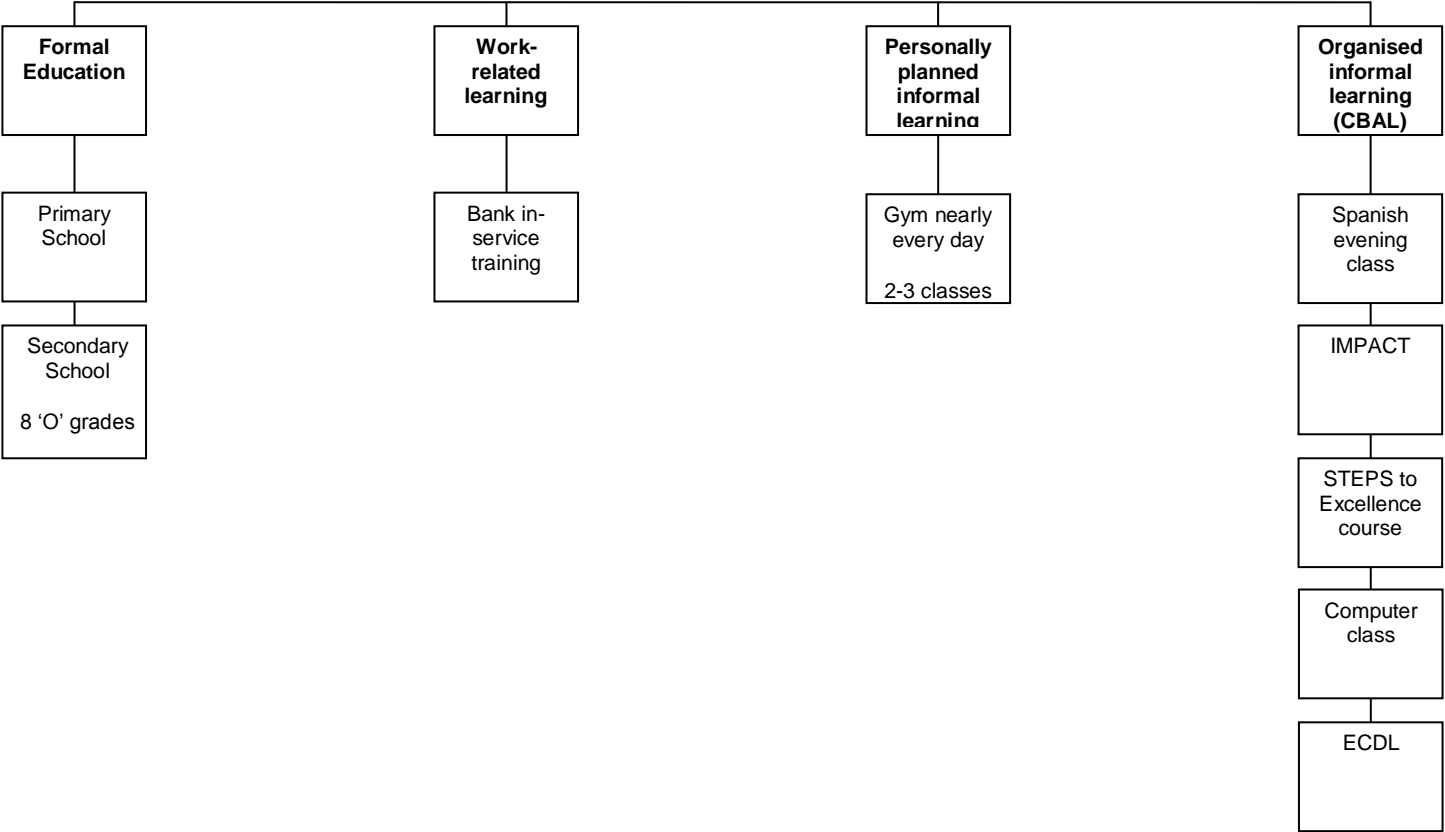 Formal
Education
Work-
related
learning
Personally
planned
informal
learning
Organised
informal
learning
(CBAL)
Primary
School
Bank in-
service
training
Gym nearly
every day
2-3 classes
Spanish
evening
class
Secondary
School
8 ‘O’ grades
IMPACT
STEPS to
Excellence
course
Computer
class
ECDL